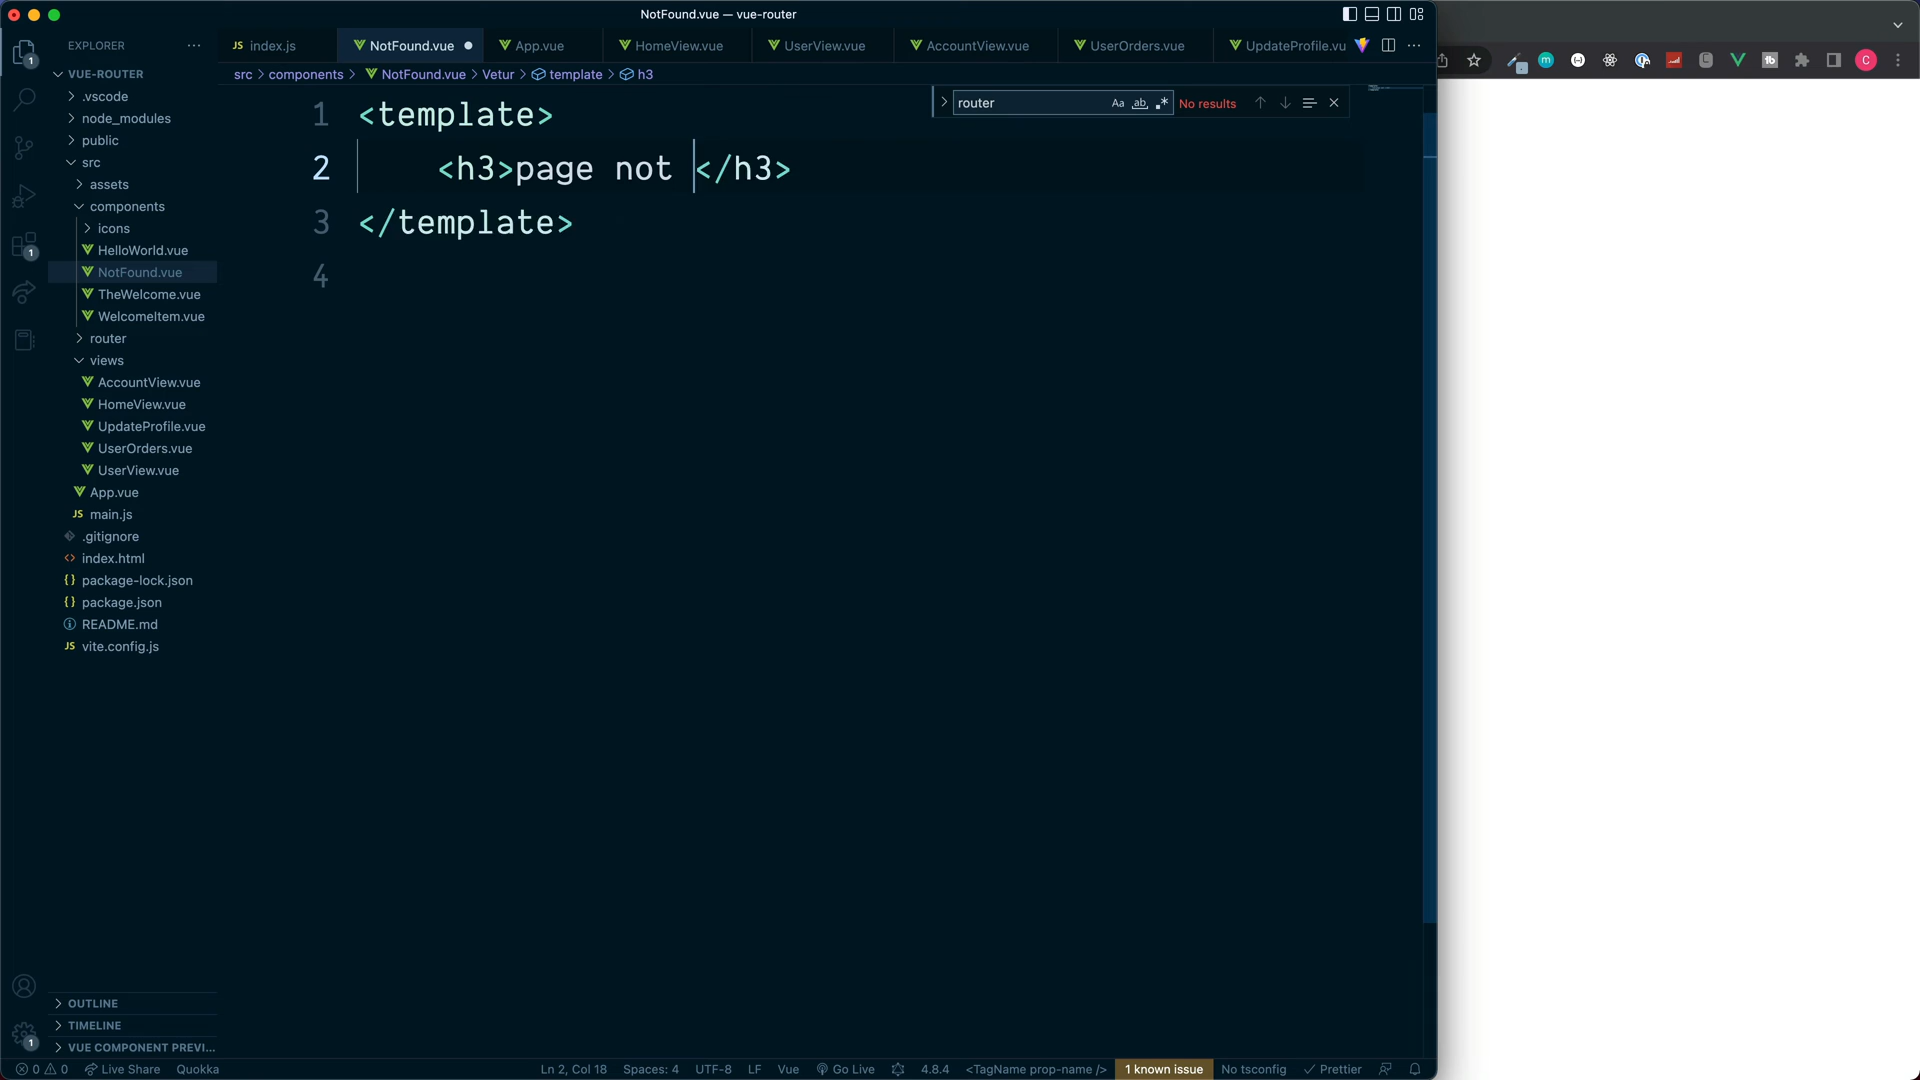 NotFound.vue — vue-router
EXPLORER
JS index.js
NotFound.vue
App.vue
HomeView.vue
UserView.vue
AccountView.vue
UserOrders.vue
UpdateProfile.vu
src > components > NotFound.vue > Vetur > template > h3
router
Aa ab, .* No results
VUE-ROUTER
.vscode
node_modules
public
src
assets
components
icons
HelloWorld.vue
NotFound.vue
TheWelcome.vue
WelcomeItem.vue
router
views
AccountView.vue
HomeView.vue
UpdateProfile.vue
UserOrders.vue
UserView.vue
App.vue
JS main.js
.gitignore
<> index.html
{} package-lock.json
{} package.json
README.md
JS vite.config.js
1 <template>
2 <h3>page not </h3>
3 </template>
4
1
1
1
m
L
C
OUTLINE
TIMELINE
VUE COMPONENT PREVI...
0 0 Live Share Quokka
Ln 2, Col 18 Spaces: 4 UTF-8 LF Vue Go Live 4.8.4 <TagName prop-name /> 1 known issue No tsconfig Prettier